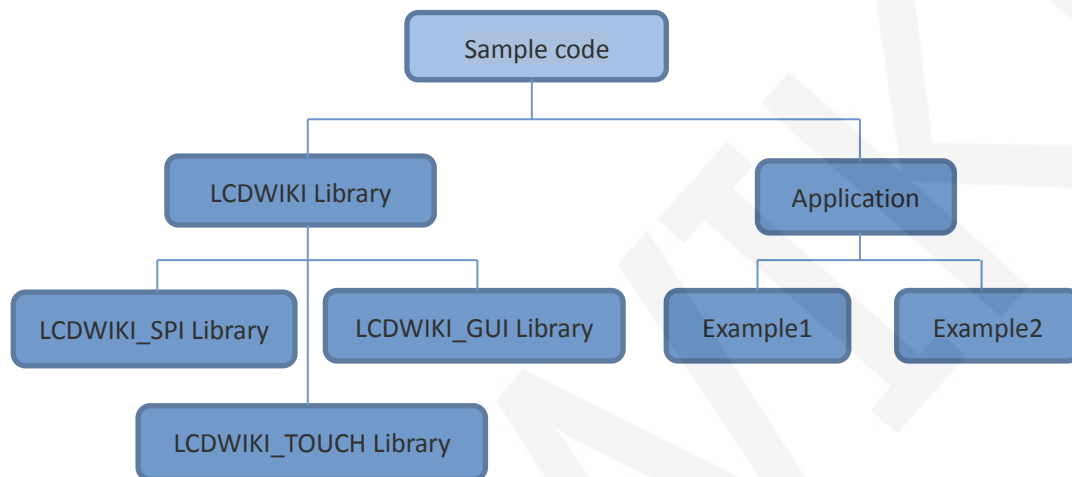 Sample code
LCDWIKI Library
Application
LCDWIKI_SPI Library
LCDWIKI_GUI Library
Example1
Example2
LCDWIKI_TOUCH Library